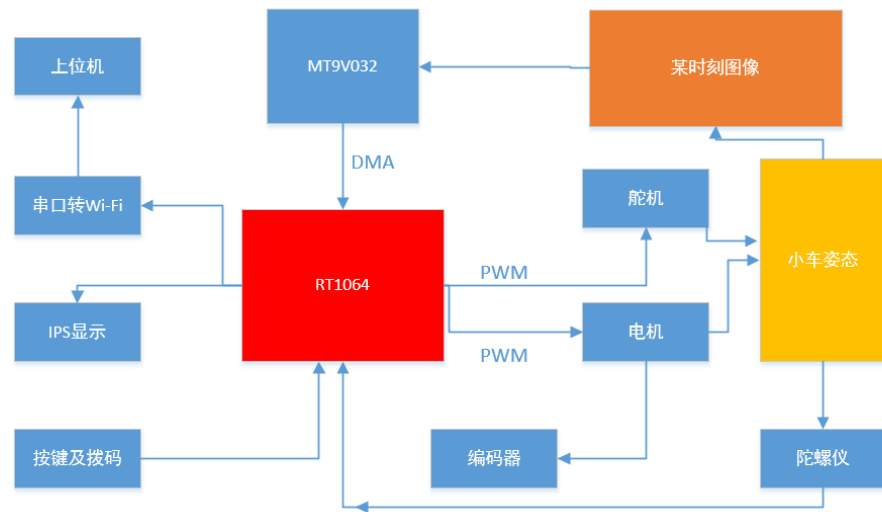 上位机
MT9V032
某时刻图像
DMA
串口转Wi-Fi
舵机
RT1064
PWM
小车姿态
IPS显示
电机
PWM
按键及拨码
编码器
陀螺仪